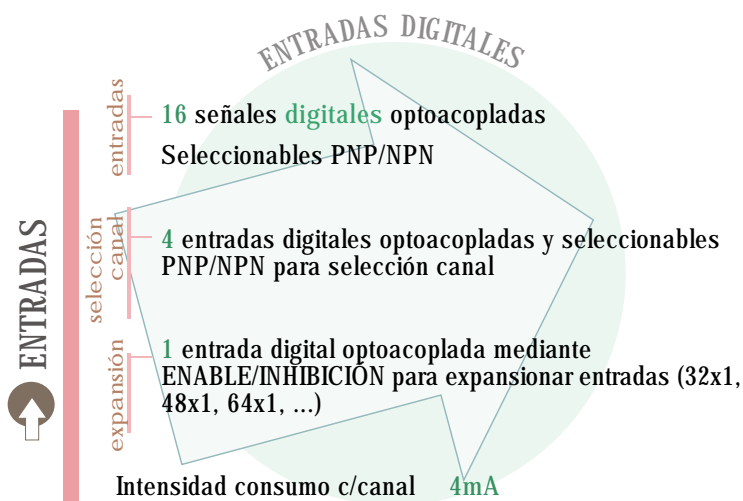 ENTRADAS DIGITALES
ENTRADAS
entradas
16 señales digitales optoacopladas
Seleccionables PNP/NPN
selección
canal
4 entradas digitales optoacopladas y seleccionables
PNP/NPN para selección canal
expansión
1 entrada digital optoacoplada mediante
ENABLE/INHIBICIÓN para expansionar entradas (32x1,
48x1, 64x1, ...)
Intensidad consumo c/canal 4mA